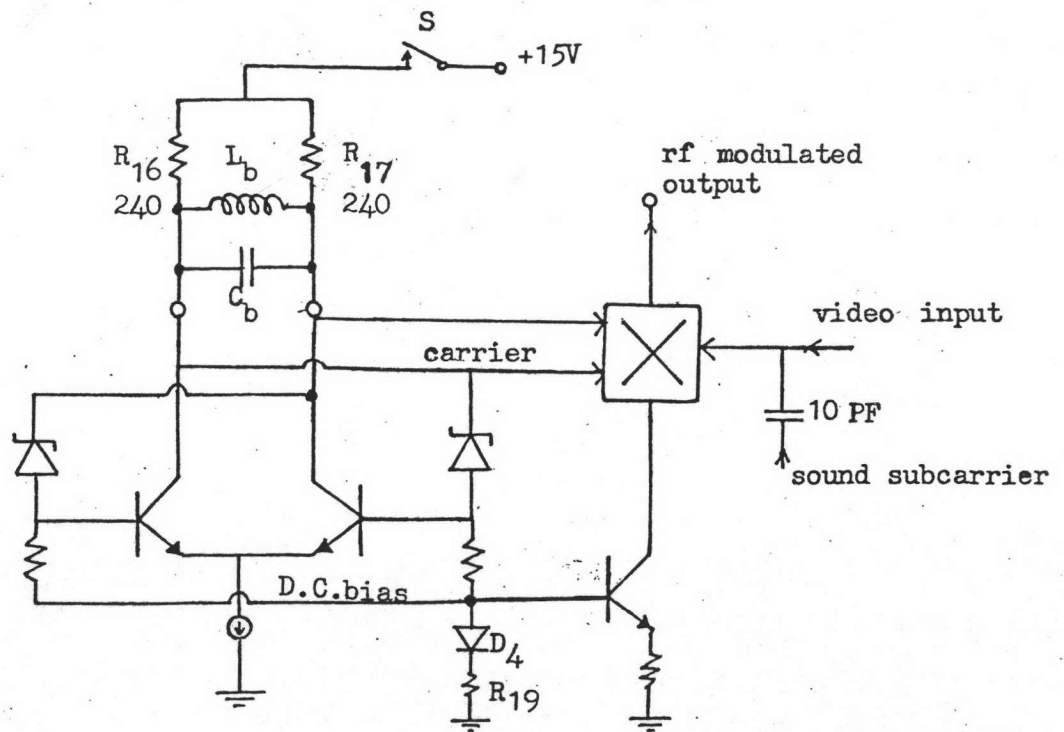 S
+15V
R16
240
Lb
R17
240
Cb
rf modulated
output
video input
carrier
10 PF
sound subcarrier
D.C.bias
D4
R19